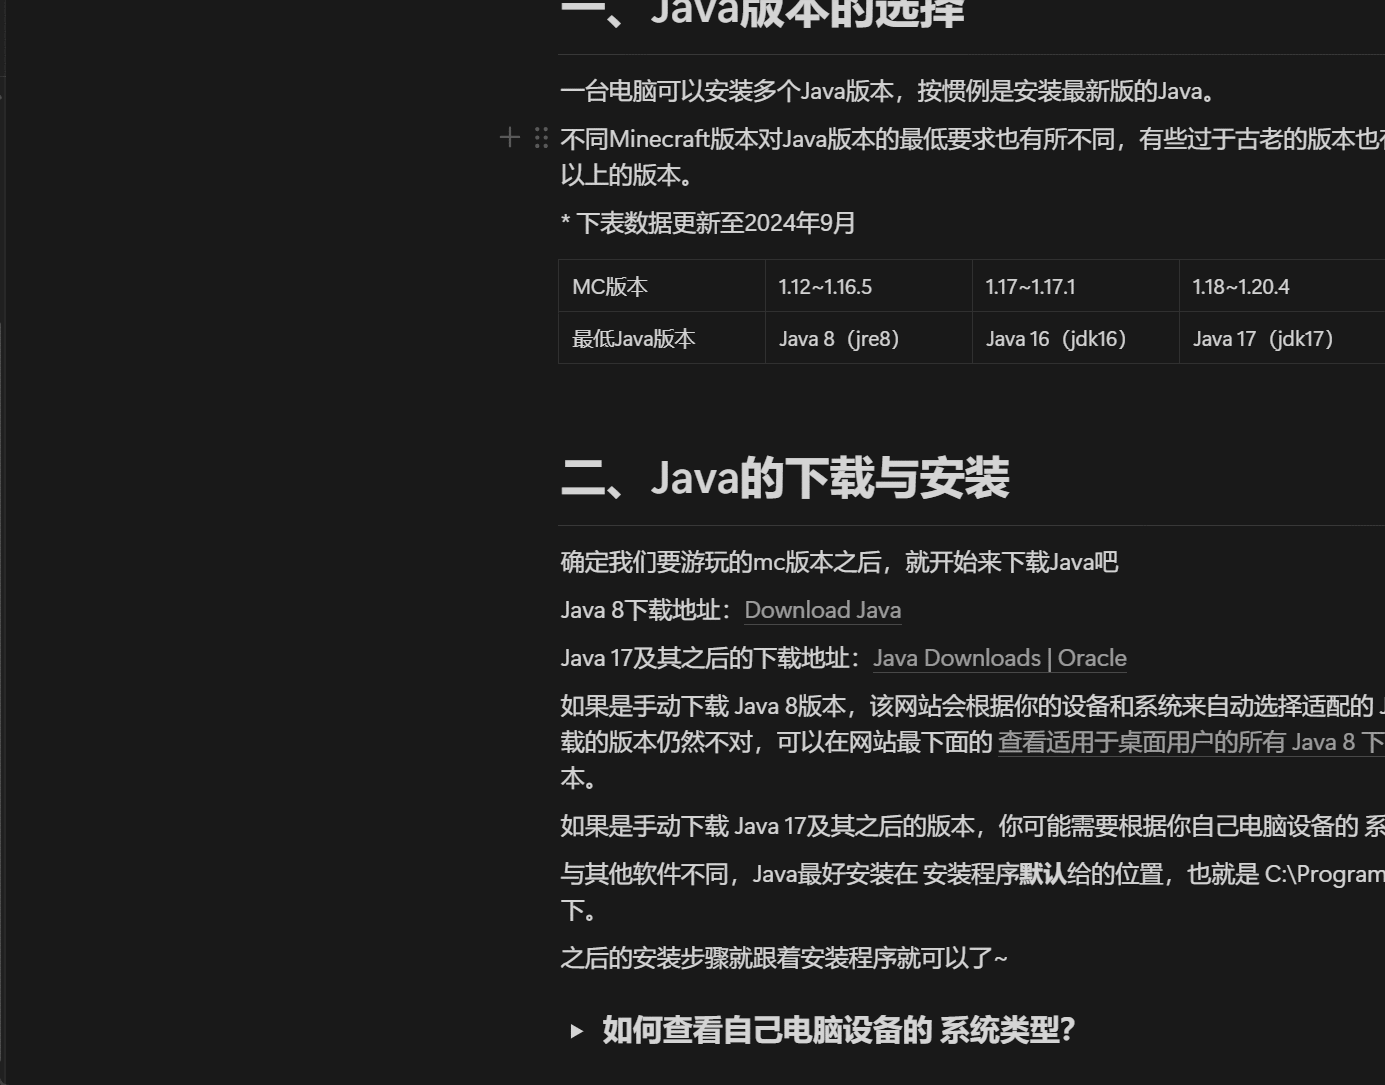 一、Java版本的选择
一台电脑可以安装多个Java版本，按惯例是安装最新版的Java。
不同Minecraft版本对Java版本的最低要求也有所不同，有些过于古老的版本也
以上的版本。
* 下表数据更新至2024年9月
MC版本 1.12~1.16.5 1.17~1.17.1 1.18~1.20.4
最低Java版本 Java 8（jre8） Java 16（jdk16） Java 17（jdk17）
二、Java的下载与安装
确定我们要游玩的mc版本之后，就开始来下载Java吧
Java 8下载地址：Download Java
Java 17及其之后的下载地址：Java Downloads | Oracle
如果是手动下载 Java 8版本，该网站会根据你的设备和系统来自动选择适配的
载的版本仍然不对，可以在网站最下面的 查看适用于桌面用户的所有 Java 8 下
本。
如果是手动下载 Java 17及其之后的版本，你可能需要根据你自己电脑设备的 系
与其他软件不同，Java最好安装在 安装程序默认给的位置，也就是 C:\Program
下。
之后的安装步骤就跟着安装程序就可以了~
如何查看自己电脑设备的 系统类型？